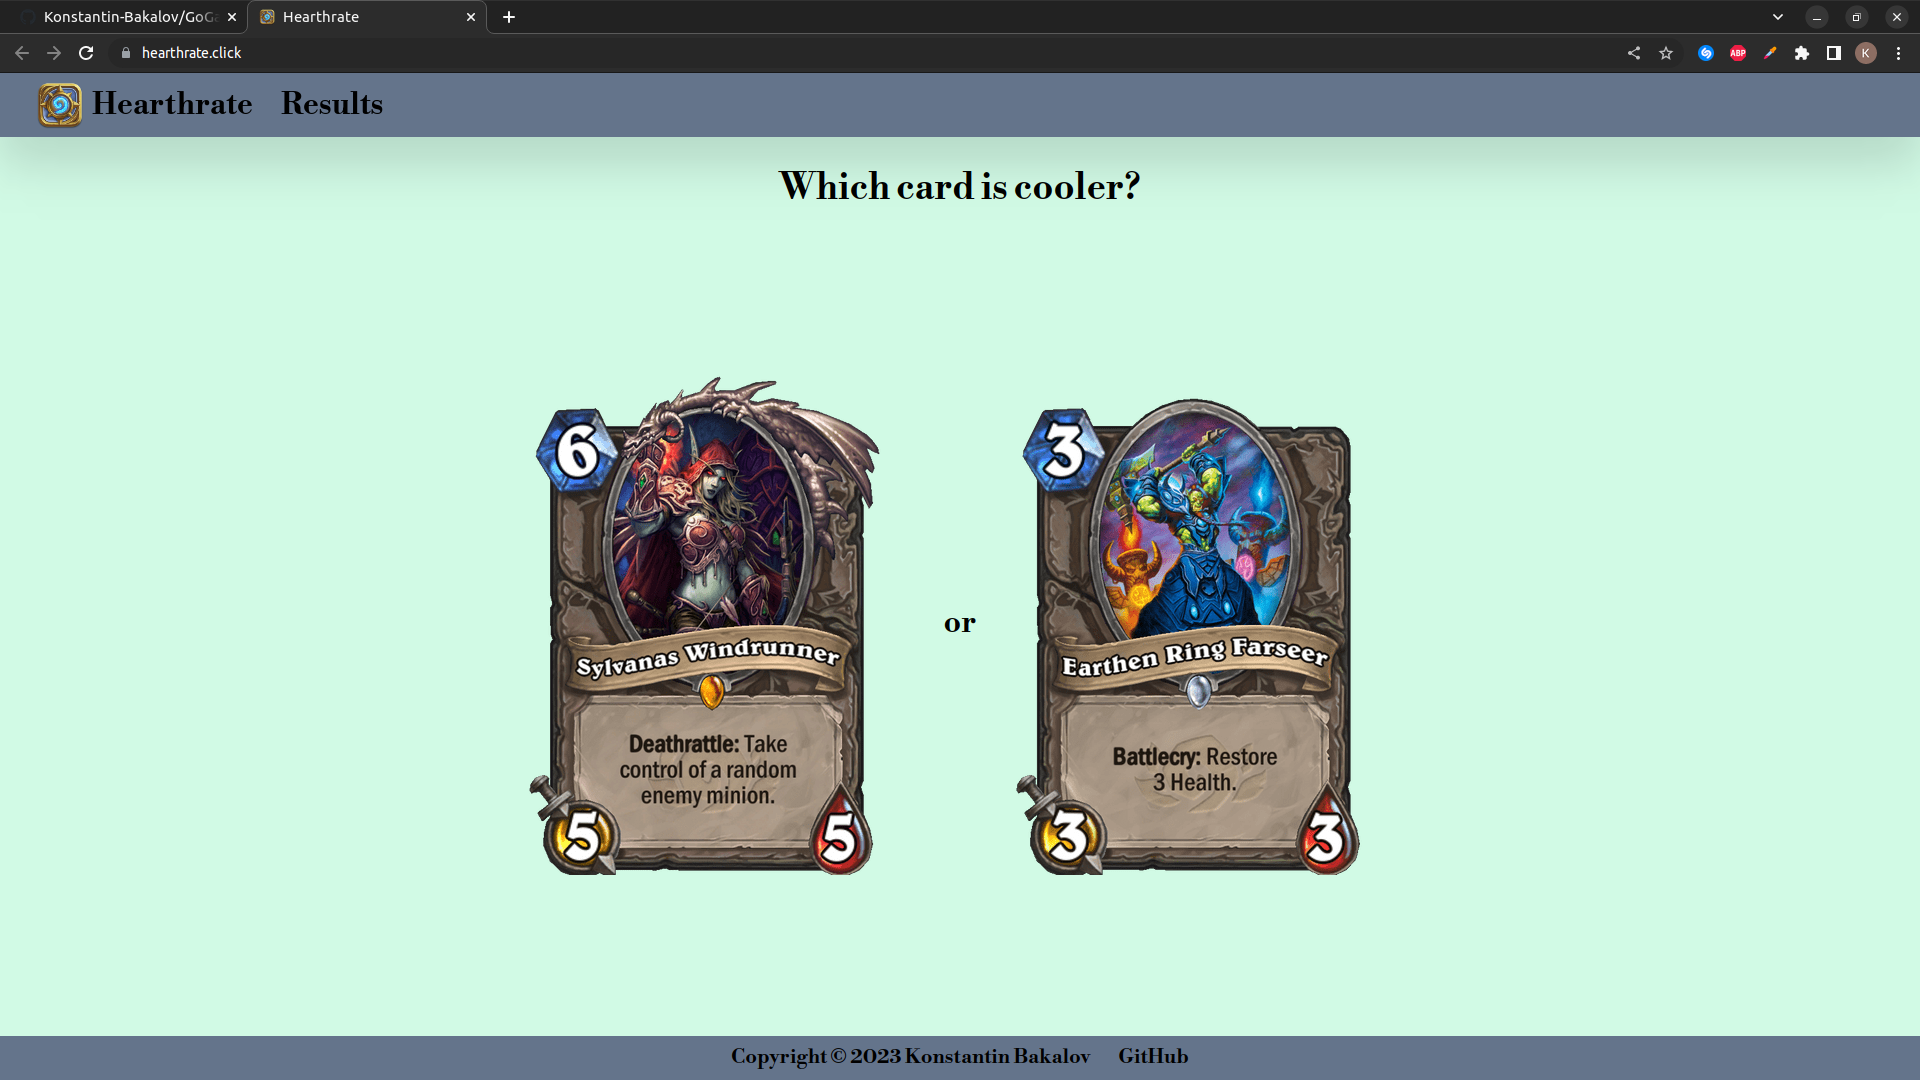 Konstantin-Bakalov/GoGa
Hearthrate
hearthrate.click
ABP
K
Hearthrate
Results
Which card is cooler?
6
Sylvanas Windrunner
Deathrattle: Take
control of a random
enemy minion.
5
5
or
3
Earthen Ring Farseer
Battlecry: Restore
3 Health.
3
3
Copyright © 2023 Konstantin Bakalov
GitHub